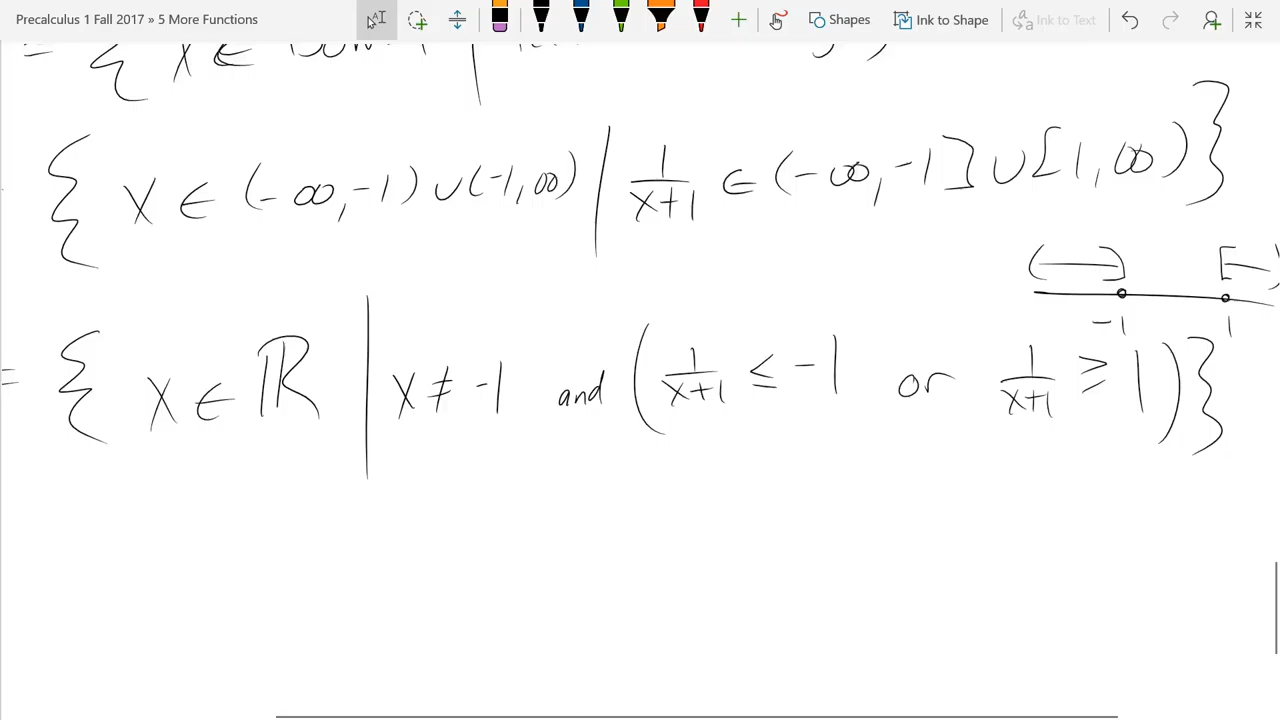 Precalculus 1 Fall 2017 » 5 More Functions
Shapes
Ink to Shape
Ink to Text
= { x ∈
{ x ∈ (-∞, -1) ∪ (-1, ∞) | 1/(x+1) ∈ (-∞, -1] ∪ [1, ∞) }
( ] [ )
-1 1
= { x ∈ ℝ | x ≠ -1 and ( 1/(x+1) ≤ -1 or 1/(x+1) ≥ 1 ) }